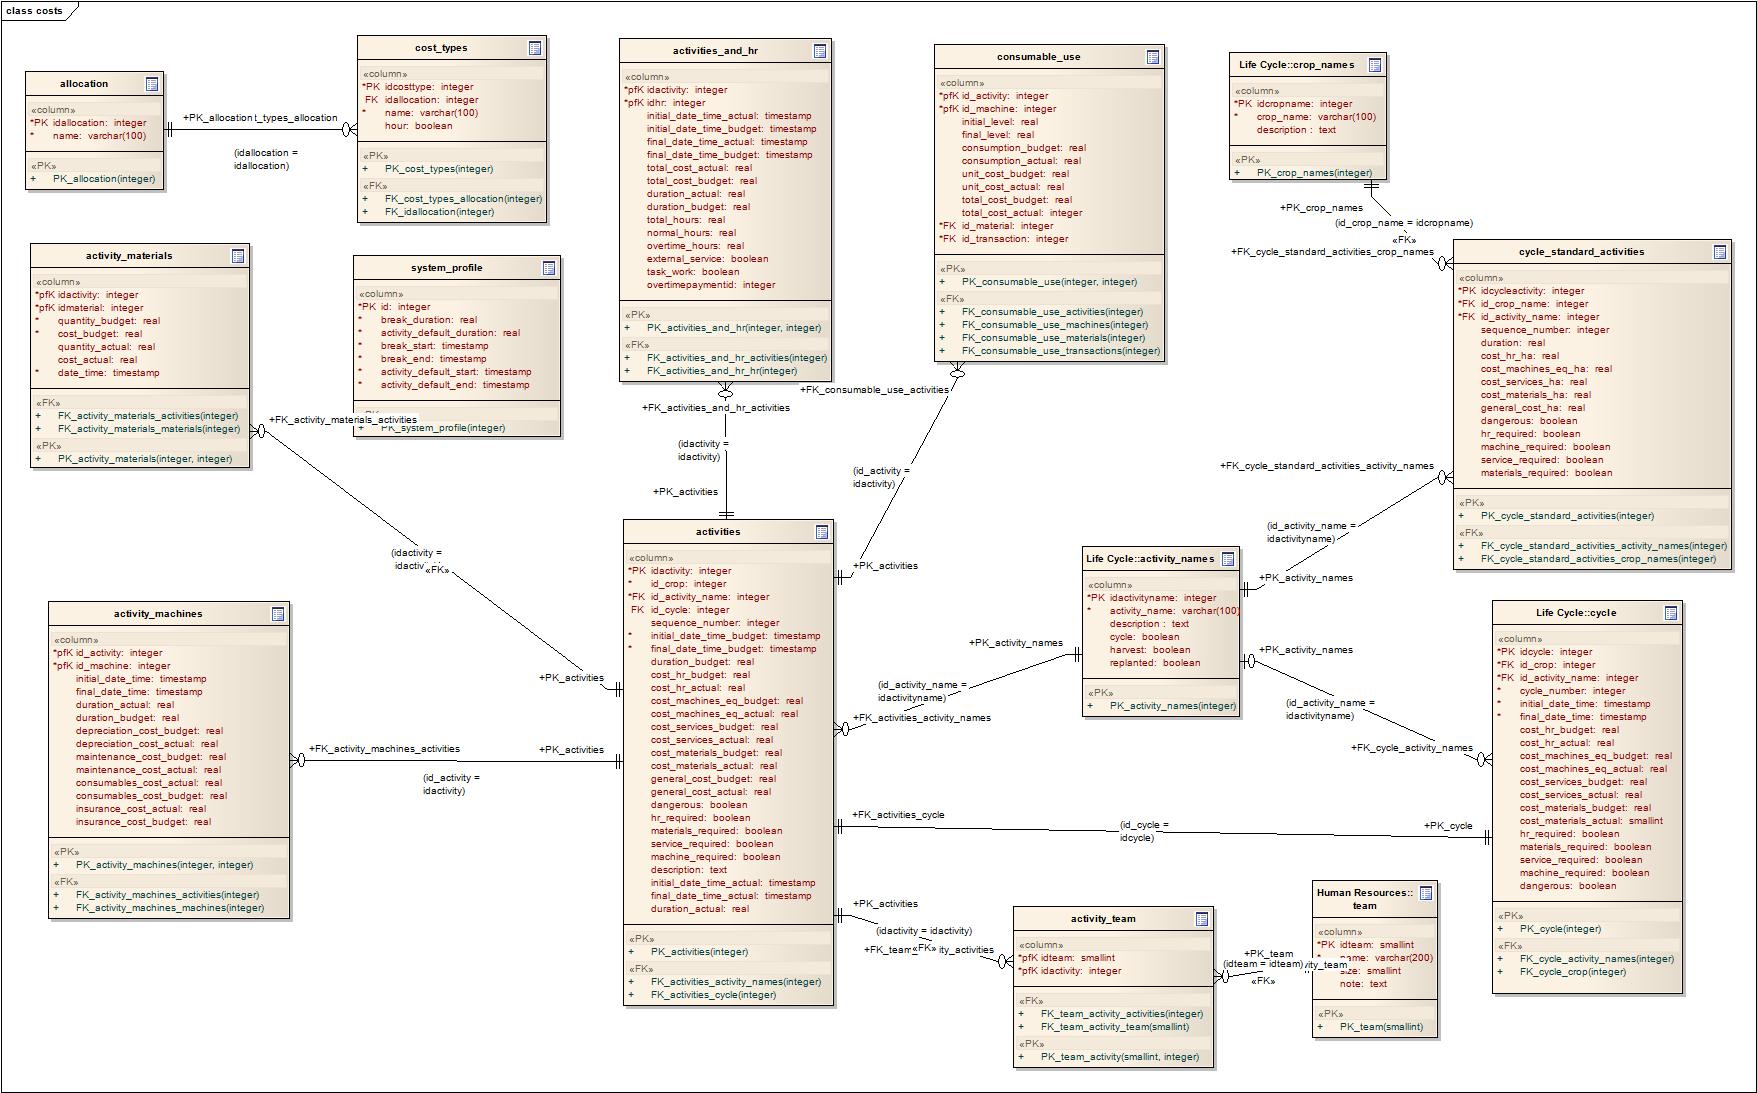 class costs
allocation
«column»
*PK idallocation: integer
* name: varchar(100)
«PK»
+ PK_allocation(integer)
+PK_allocation
t_types_allocation
(idallocation =
idallocation)
cost_types
«column»
*PK idcosttype: integer
FK idallocation: integer
* name: varchar(100)
hour: boolean
«PK»
+ PK_cost_types(integer)
«FK»
+ FK_cost_types_allocation(integer)
+ FK_idallocation(integer)
activities_and_hr
«column»
*pfK idactivity: integer
*pfK idhr: integer
initial_date_time_actual: timestamp
initial_date_time_budget: timestamp
final_date_time_actual: timestamp
final_date_time_budget: timestamp
total_cost_actual: real
total_cost_budget: real
duration_actual: real
duration_budget: real
total_hours: real
normal_hours: real
overtime_hours: real
external_service: boolean
task_work: boolean
overtimepaymentid: integer
«PK»
+ PK_activities_and_hr(integer, integer)
«FK»
+ FK_activities_and_hr_activities(integer)
+ FK_activities_and_hr_hr(integer)
consumable_use
«column»
*pfK id_activity: integer
*pfK id_machine: integer
initial_level: real
final_level: real
consumption_budget: real
consumption_actual: real
unit_cost_budget: real
unit_cost_actual: real
total_cost_budget: real
total_cost_actual: integer
*FK id_material: integer
*FK id_transaction: integer
«PK»
+ PK_consumable_use(integer, integer)
«FK»
+ FK_consumable_use_activities(integer)
+ FK_consumable_use_machines(integer)
+ FK_consumable_use_materials(integer)
+ FK_consumable_use_transactions(integer)
Life Cycle::crop_names
«column»
*PK idcropname: integer
* crop_name: varchar(100)
description : text
«PK»
+ PK_crop_names(integer)
+PK_crop_names
(id_crop_name = idcropname)
«FK»
+FK_cycle_standard_activities_crop_names
cycle_standard_activities
«column»
*PK idcycleactivity: integer
*FK id_crop_name: integer
*FK id_activity_name: integer
sequence_number: integer
duration: real
cost_hr_ha: real
cost_machines_eq_ha: real
cost_services_ha: real
cost_materials_ha: real
general_cost_ha: real
dangerous: boolean
hr_required: boolean
machine_required: boolean
service_required: boolean
materials_required: boolean
«PK»
+ PK_cycle_standard_activities(integer)
«FK»
+ FK_cycle_standard_activities_activity_names(integer)
+ FK_cycle_standard_activities_crop_names(integer)
activity_materials
«column»
*pfK idactivity: integer
*pfK idmaterial: integer
* quantity_budget: real
* cost_budget: real
quantity_actual: real
cost_actual: real
* date_time: timestamp
«FK»
+ FK_activity_materials_activities(integer)
+ FK_activity_materials_materials(integer)
«PK»
+ PK_activity_materials(integer, integer)
system_profile
«column»
*PK id: integer
* break_duration: real
* activity_default_duration: real
* break_start: timestamp
* break_end: timestamp
* activity_default_start: timestamp
* activity_default_end: timestamp
+ PK_system_profile(integer)
+FK_activity_materials_activities
(idactivity =
idactiv
«FK»
+PK_activities
+FK_activities_and_hr_activities
(idactivity =
idactivity)
+PK_activities
+FK_consumable_use_activities
(id_activity =
idactivity)
+PK_activities
+FK_cycle_standard_activities_activity_names
(id_activity_name =
idactivityname)
+PK_activity_names
activities
«column»
*PK idactivity: integer
* id_crop: integer
*FK id_activity_name: integer
FK id_cycle: integer
sequence_number: integer
* initial_date_time_budget: timestamp
* final_date_time_budget: timestamp
duration_budget: real
cost_hr_budget: real
cost_hr_actual: real
cost_machines_eq_budget: real
cost_machines_eq_actual: real
cost_services_budget: real
cost_services_actual: real
cost_materials_budget: real
cost_materials_actual: real
general_cost_budget: real
general_cost_actual: real
dangerous: boolean
hr_required: boolean
materials_required: boolean
service_required: boolean
machine_required: boolean
description: text
initial_date_time_actual: timestamp
final_date_time_actual: timestamp
duration_actual: real
«PK»
+ PK_activities(integer)
«FK»
+ FK_activities_activity_names(integer)
+ FK_activities_cycle(integer)
Life Cycle::activity_names
«column»
*PK idactivityname: integer
* activity_name: varchar(100)
description : text
cycle: boolean
harvest: boolean
replanted: boolean
«PK»
+ PK_activity_names(integer)
+PK_activity_names
(id_activity_name =
idactivityname)
+FK_activities_activity_names
+PK_activity_names
(id_activity_name =
idactivityname)
+FK_cycle_activity_names
Life Cycle::cycle
«column»
*PK idcycle: integer
*FK id_crop: integer
*FK id_activity_name: integer
* cycle_number: integer
* initial_date_time: timestamp
* final_date_time: timestamp
cost_hr_budget: real
cost_hr_actual: real
cost_machines_eq_budget: real
cost_machines_eq_actual: real
cost_services_budget: real
cost_services_actual: real
cost_materials_budget: real
cost_materials_actual: smallint
hr_required: boolean
materials_required: boolean
service_required: boolean
machine_required: boolean
dangerous: boolean
«PK»
+ PK_cycle(integer)
«FK»
+ FK_cycle_activity_names(integer)
+ FK_cycle_crop(integer)
activity_machines
«column»
*pfK id_activity: integer
*pfK id_machine: integer
initial_date_time: timestamp
final_date_time: timestamp
duration_actual: real
duration_budget: real
depreciation_cost_budget: real
depreciation_cost_actual: real
maintenance_cost_budget: real
maintenance_cost_actual: real
consumables_cost_actual: real
consumables_cost_budget: real
insurance_cost_actual: real
insurance_cost_budget: real
«PK»
+ PK_activity_machines(integer, integer)
«FK»
+ FK_activity_machines_activities(integer)
+ FK_activity_machines_machines(integer)
+FK_activity_machines_activities
+PK_activities
(id_activity =
idactivity)
+FK_activities_cycle
(id_cycle =
idcycle)
+PK_cycle
+PK_activities
(idactivity = idactivity)
+FK_team
«FK»
ity_activities
activity_team
«column»
*pfK idteam: smallint
*pfK idactivity: integer
«FK»
+ FK_team_activity_activities(integer)
+ FK_team_activity_team(smallint)
«PK»
+ PK_team_activity(smallint, integer)
+PK_team
(idteam = idteam)
ity_team
«FK»
Human Resources::
team
«column»
*PK idteam: smallint
* name: varchar(200)
size: smallint
note: text
«PK»
+ PK_team(smallint)